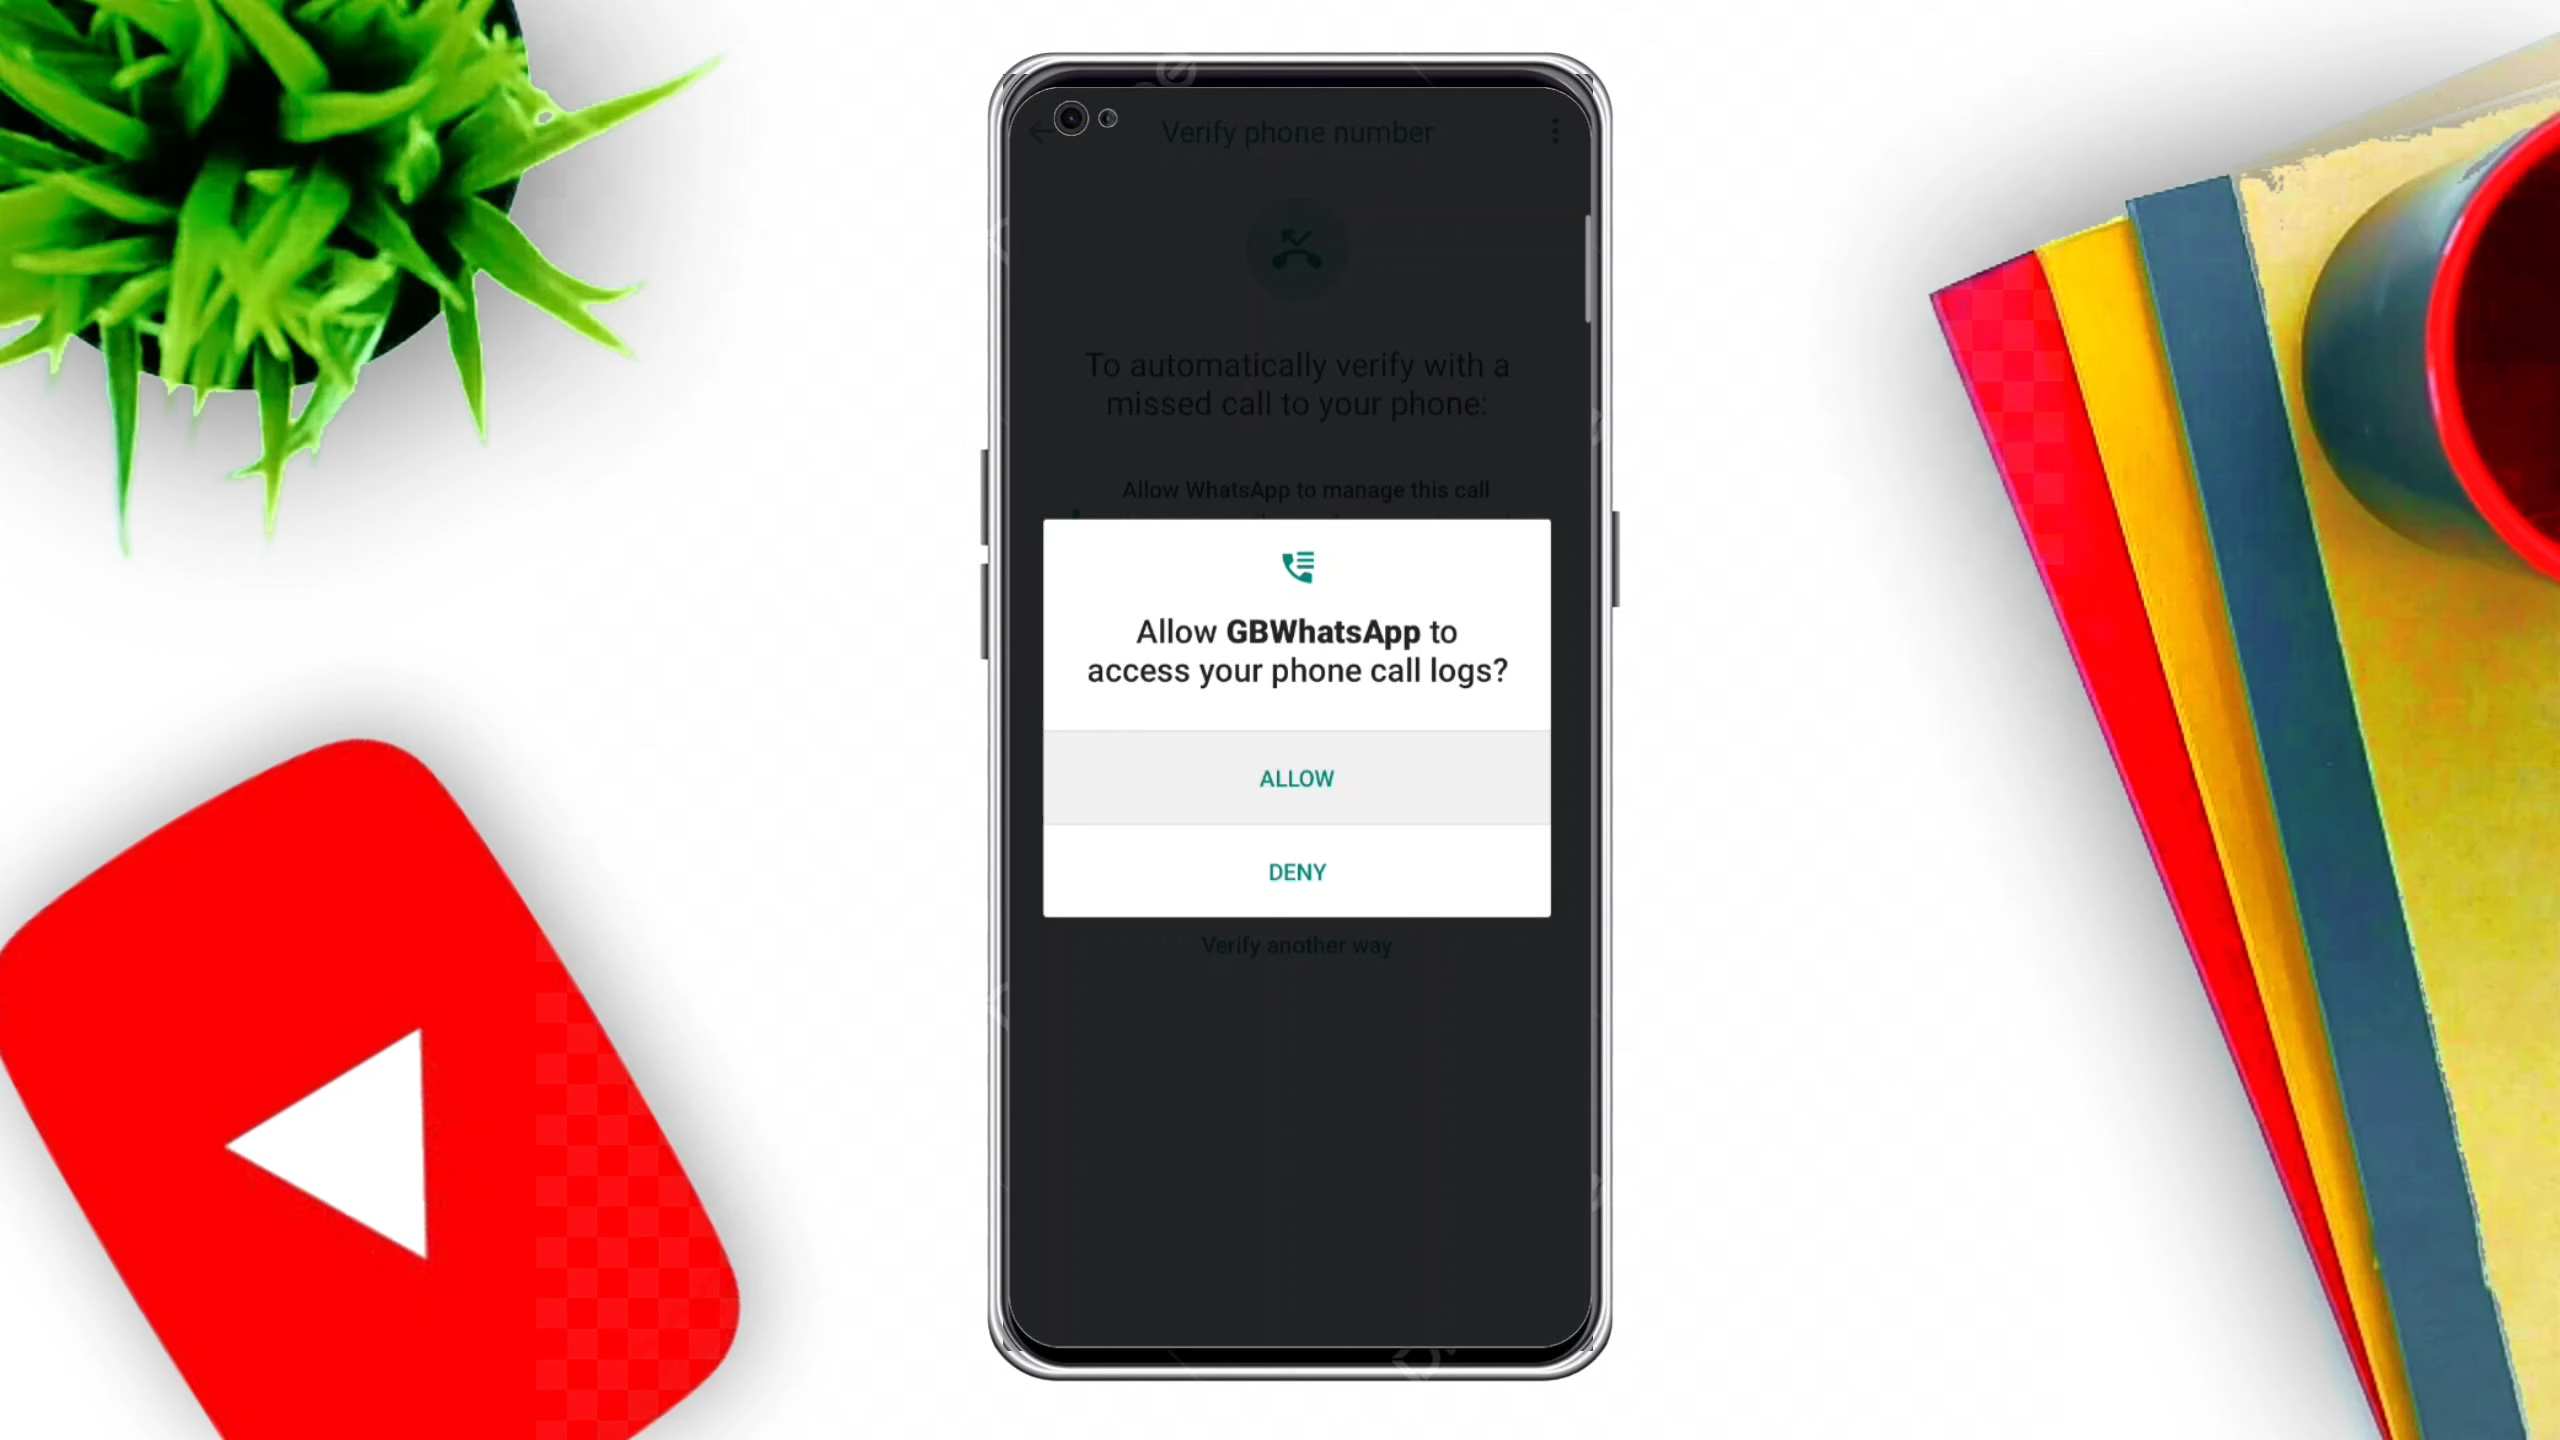 Verify phone number
To automatically verify with a
missed call to your phone:
Allow WhatsApp to manage this call
Allow GBWhatsApp to
access your phone call logs?
ALLOW
DENY
Verify another way